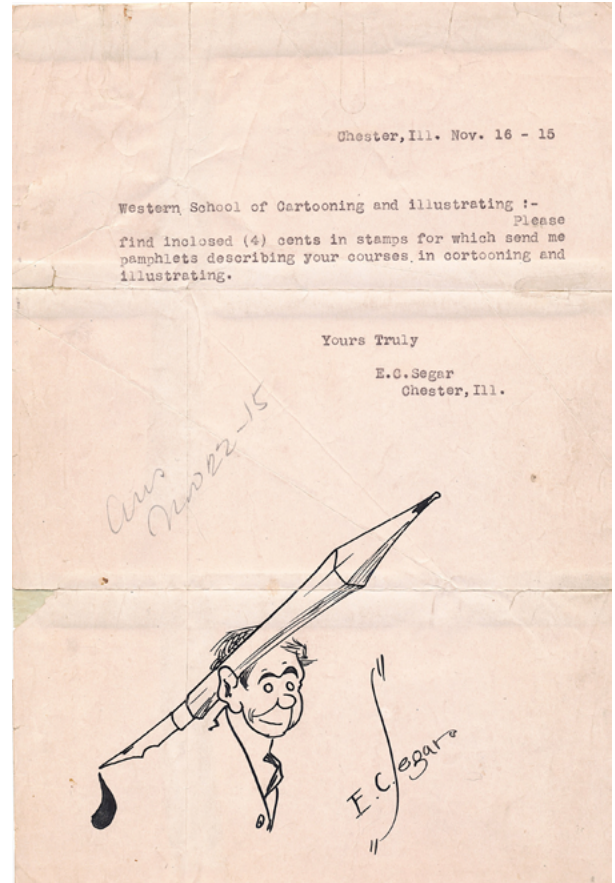 Chester,Ill. Nov. 16 - 15
Western School of Cartooning and illustrating :-
Please
find inclosed (4) cents in stamps for which send me
pamphlets describing your courses in cortooning and
illustrating.
Yours Truly
E.C.Segar
Chester,Ill.
Ans
Nov 22-15
"
E.C. Segar
"